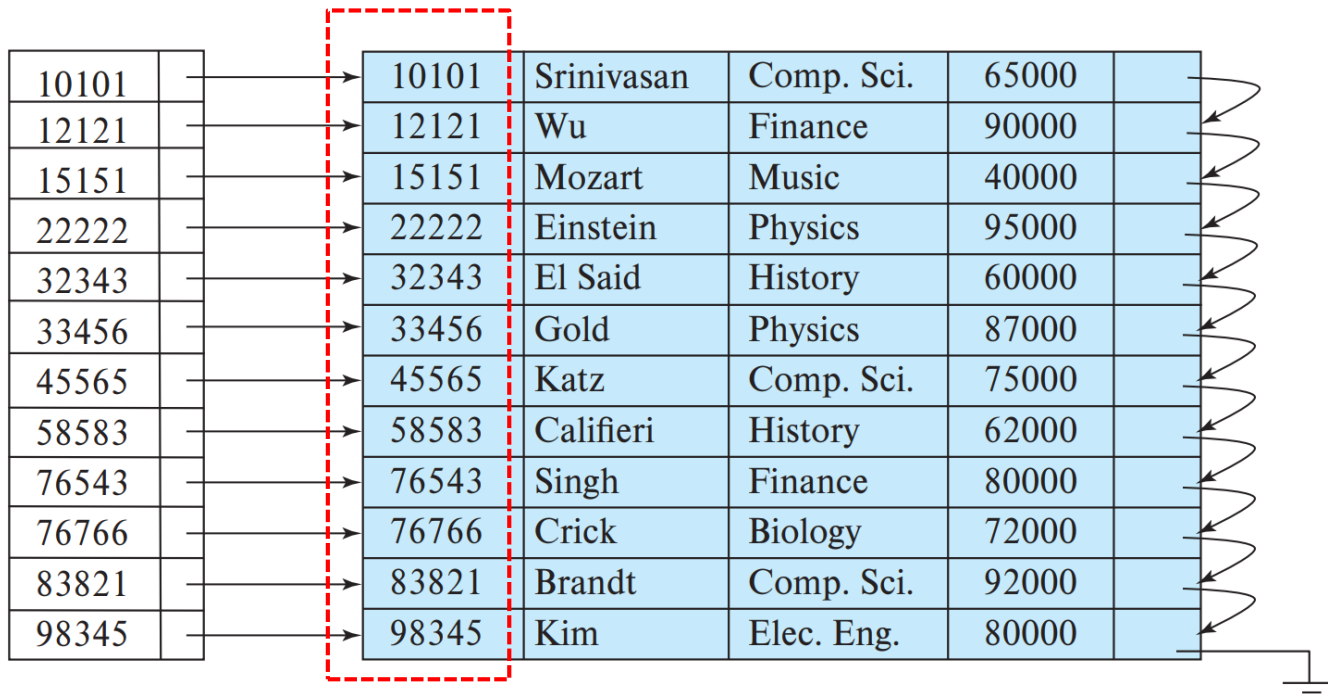 10101 10101 Srinivasan Comp. Sci. 65000
12121 12121 Wu Finance 90000
15151 15151 Mozart Music 40000
22222 22222 Einstein Physics 95000
32343 32343 El Said History 60000
33456 33456 Gold Physics 87000
45565 45565 Katz Comp. Sci. 75000
58583 58583 Califieri History 62000
76543 76543 Singh Finance 80000
76766 76766 Crick Biology 72000
83821 83821 Brandt Comp. Sci. 92000
98345 98345 Kim Elec. Eng. 80000